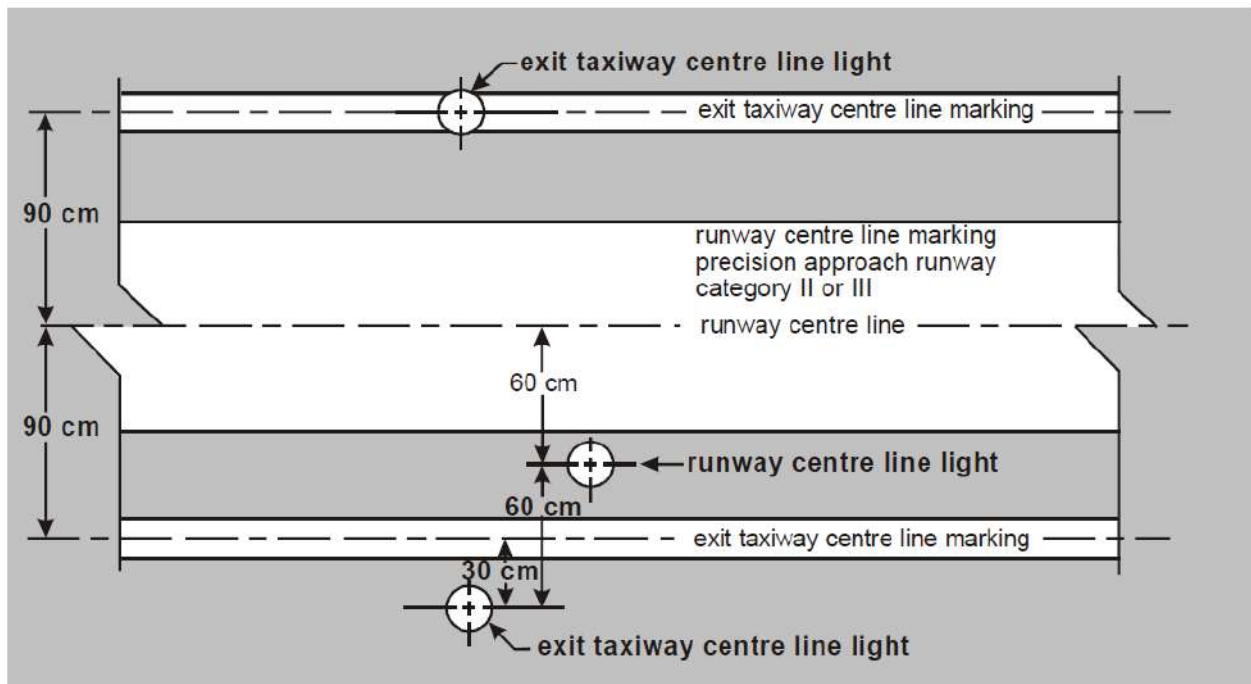 exit taxiway centre line light
exit taxiway centre line marking
90 cm
runway centre line marking
precision approach runway
category II or III
runway centre line
60 cm
90 cm
runway centre line light
60 cm
exit taxiway centre line marking
30 cm
exit taxiway centre line light